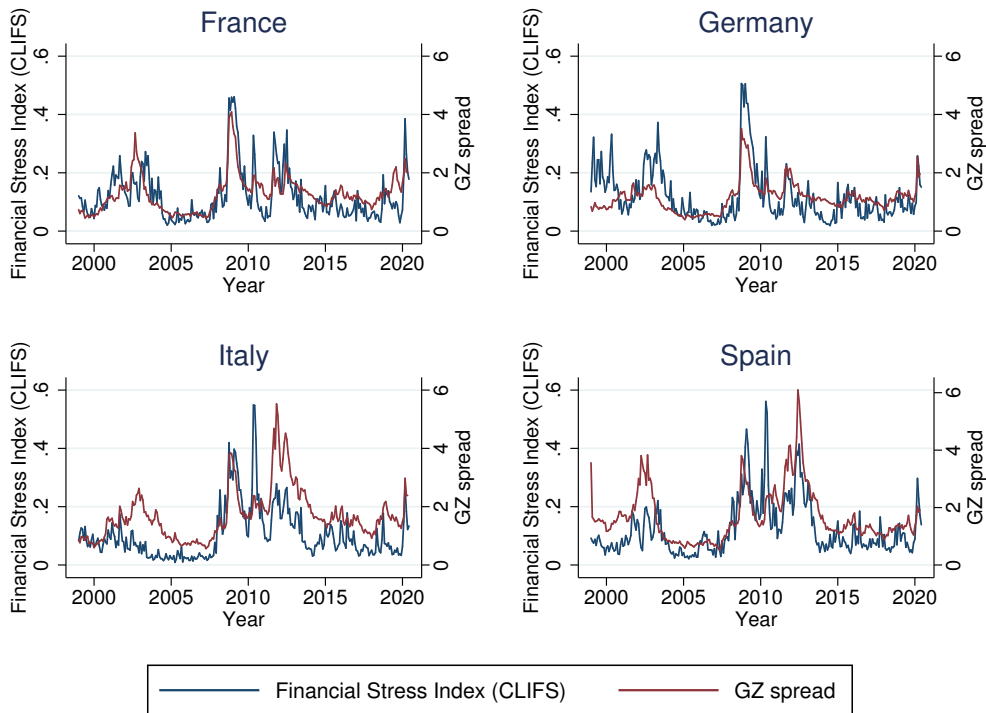 France
Financial Stress Index (CLIFS)
.6
.4
.2
0
6
4
2
0
GZ spread
2000 2005 2010 2015 2020
Year
Germany
Financial Stress Index (CLIFS)
.6
.4
.2
0
6
4
2
0
GZ spread
2000 2005 2010 2015 2020
Year
Italy
Financial Stress Index (CLIFS)
.6
.4
.2
0
6
4
2
0
GZ spread
2000 2005 2010 2015 2020
Year
Spain
Financial Stress Index (CLIFS)
.6
.4
.2
0
6
4
2
0
GZ spread
2000 2005 2010 2015 2020
Year
Financial Stress Index (CLIFS) GZ spread